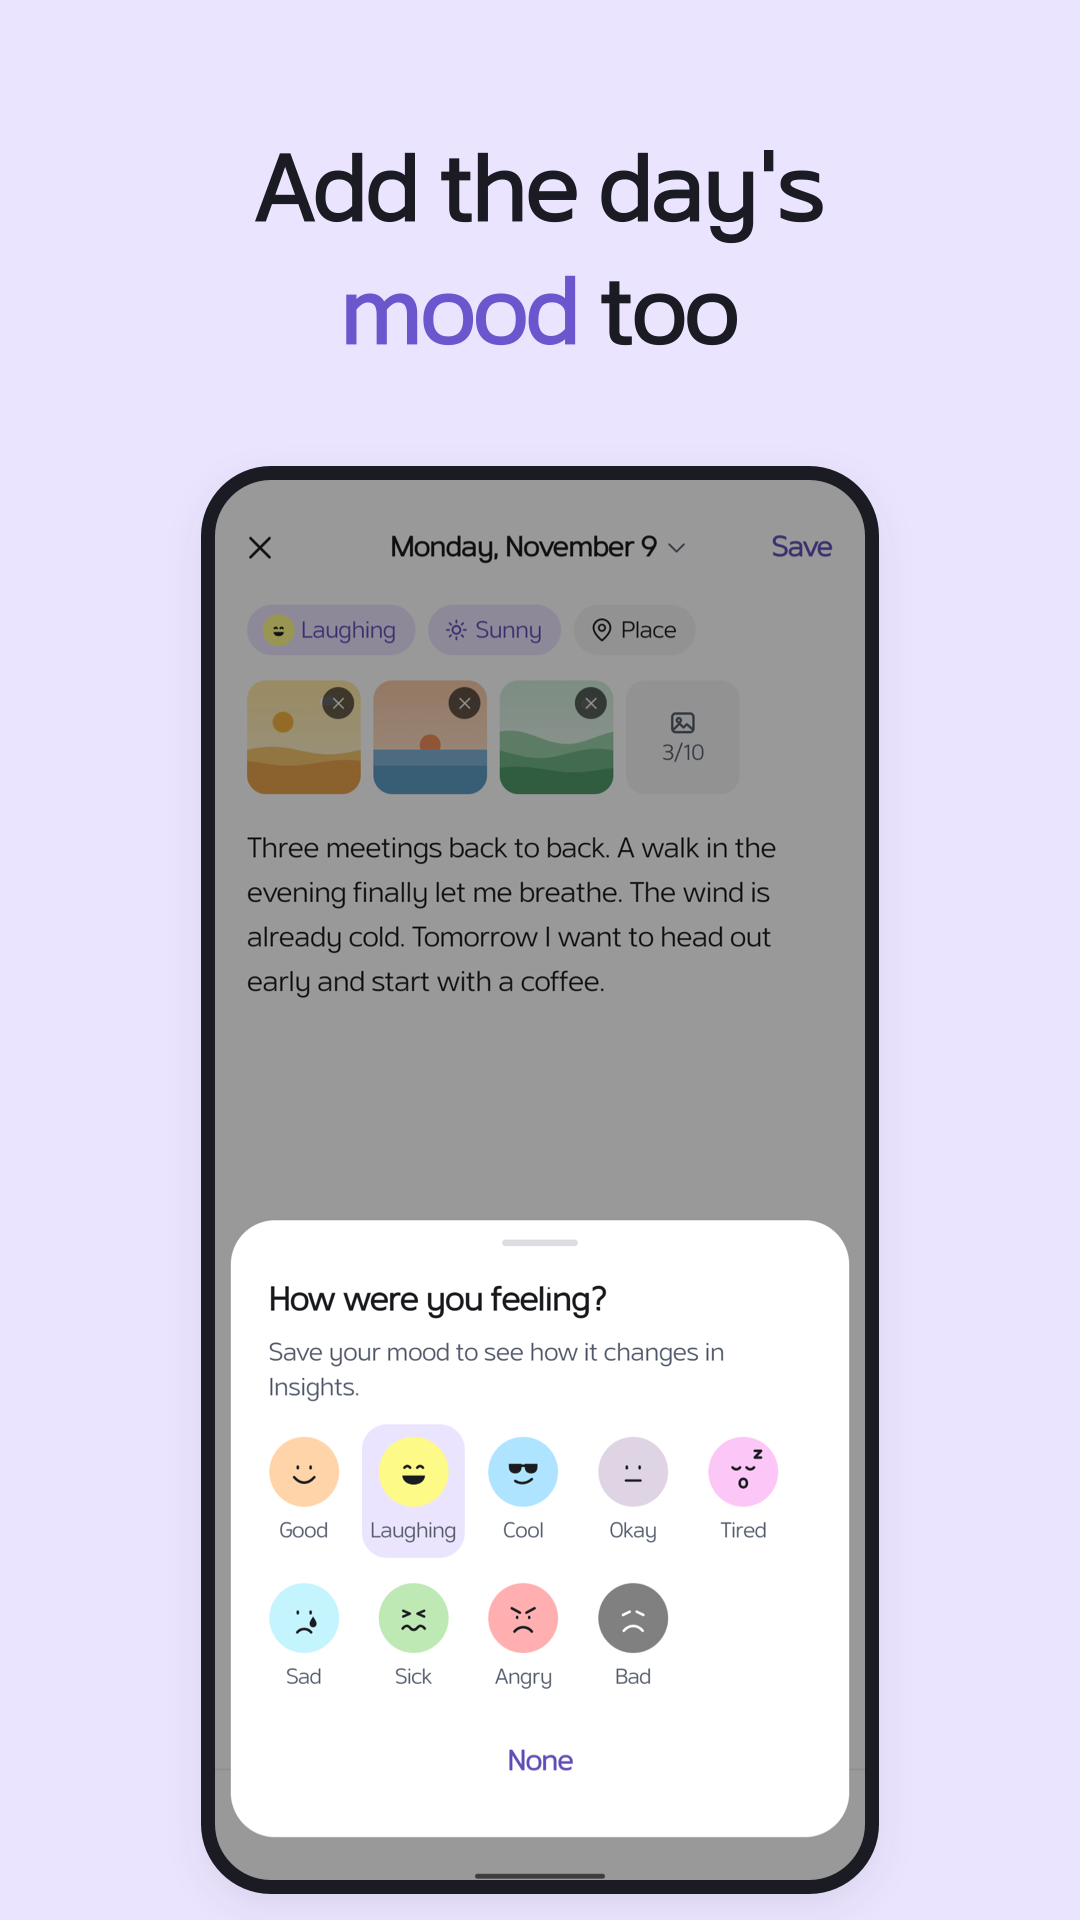 Add the day's
mood too
Monday, November 9
Save
Laughing
Sunny
Place
3/10
Three meetings back to back. A walk in the
evening finally let me breathe. The wind is
already cold. Tomorrow I want to head out
early and start with a coffee.
How were you feeling?
Save your mood to see how it changes in
Insights.
Good
Laughing
Cool
Okay
Tired
Sad
Sick
Angry
Bad
None